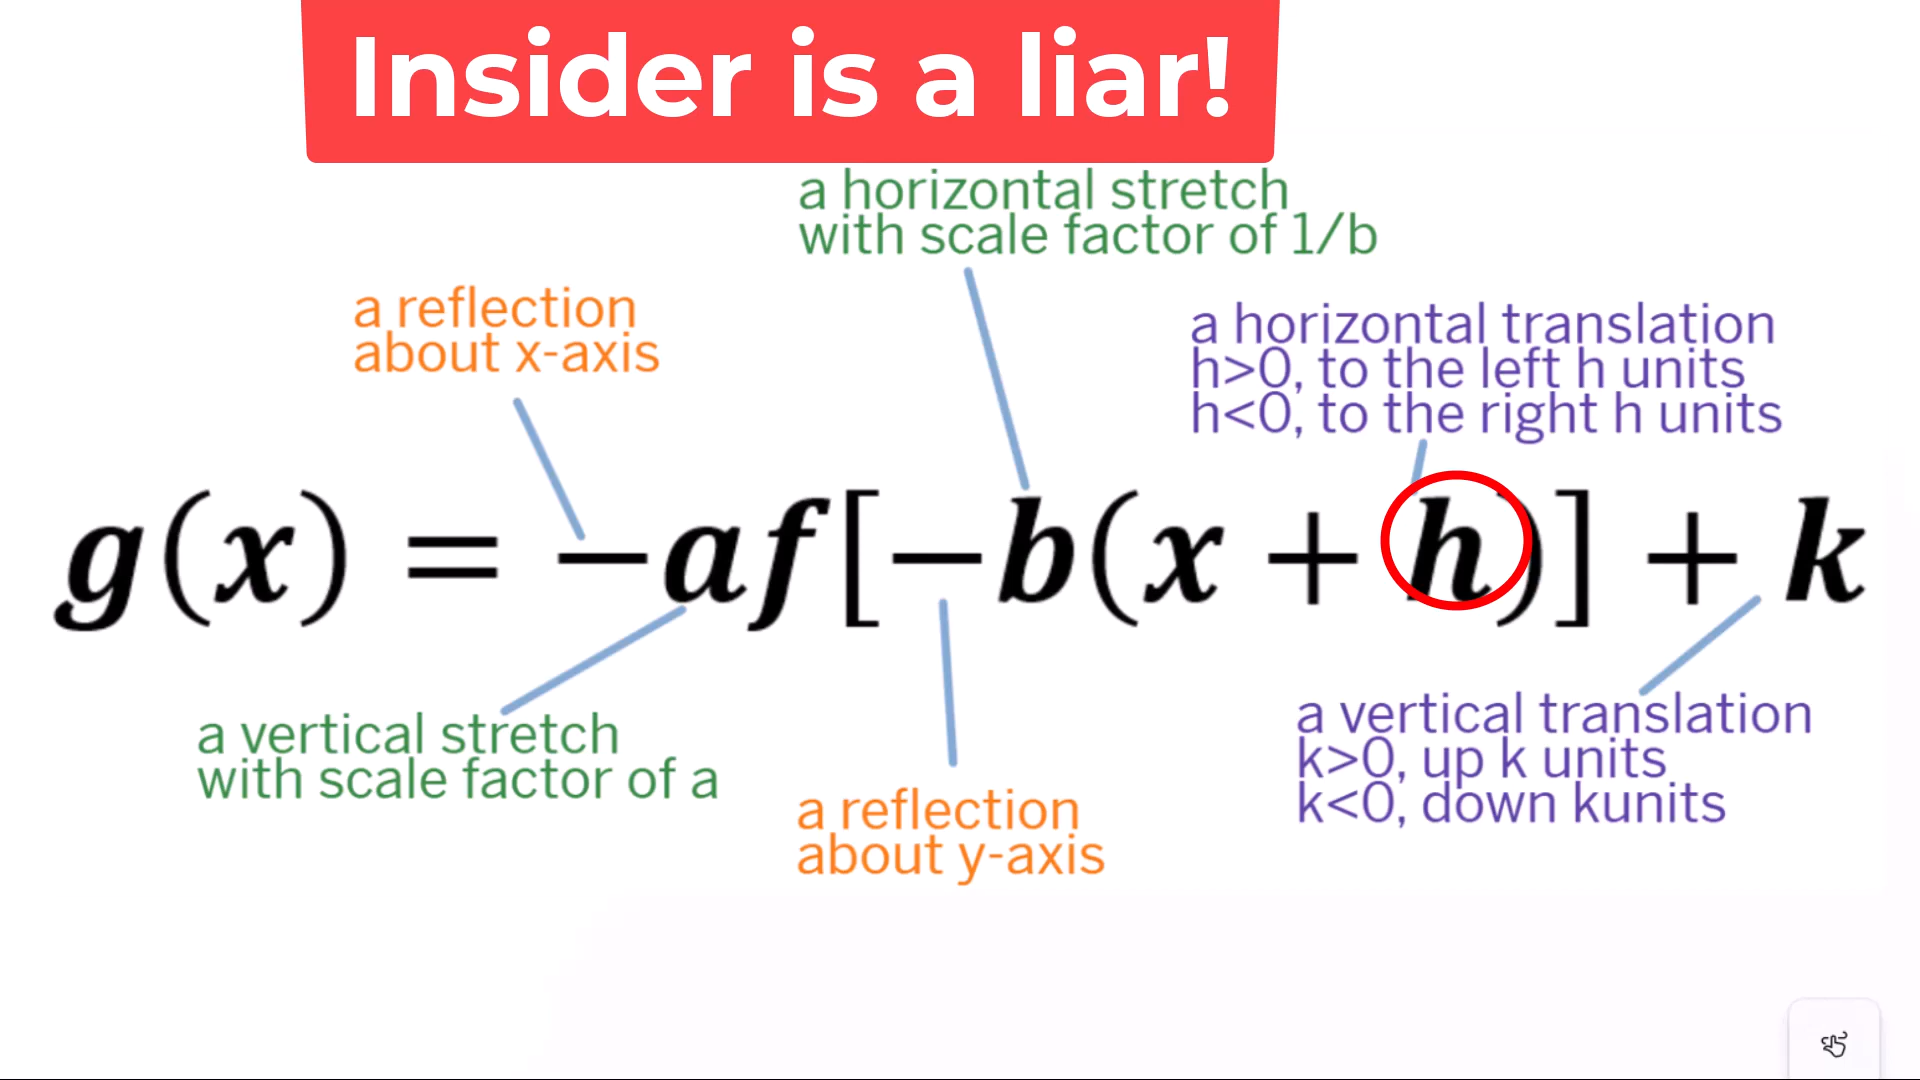 Insider is a liar!
a horizontal stretch
with scale factor of 1/b
a reflection
about x-axis
a horizontal translation
h>0, to the left h units
h<0, to the right h units
g(x) = −af[−b(x + h)] + k
a vertical stretch
with scale factor of a
a reflection
about y-axis
a vertical translation
k>0, up k units
k<0, down kunits